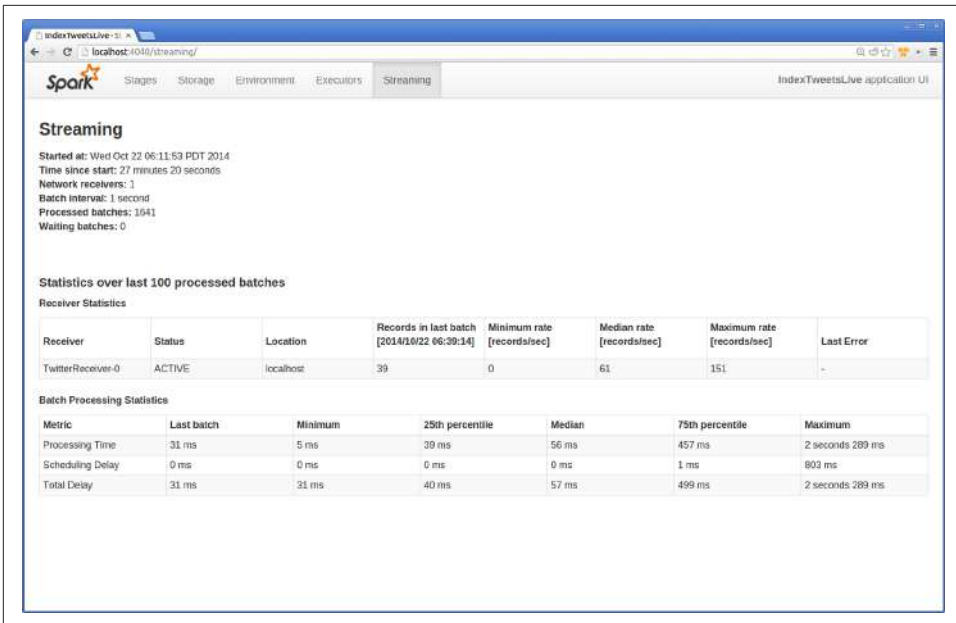 IndexTweetsLive - St
localhost:4040/streaming/
Spark Stages Storage Environment Executors Streaming IndexTweetsLive application UI
Streaming
Started at: Wed Oct 22 06:11:53 PDT 2014
Time since start: 27 minutes 20 seconds
Network receivers: 1
Batch interval: 1 second
Processed batches: 1641
Waiting batches: 0
Statistics over last 100 processed batches
Receiver Statistics
Receiver Status Location Records in last batch [2014/10/22 06:39:14] Minimum rate [records/sec] Median rate [records/sec] Maximum rate [records/sec] Last Error
TwitterReceiver-0 ACTIVE localhost 39 0 61 151 -
Batch Processing Statistics
Metric Last batch Minimum 25th percentile Median 75th percentile Maximum
Processing Time 31 ms 5 ms 39 ms 56 ms 457 ms 2 seconds 289 ms
Scheduling Delay 0 ms 0 ms 0 ms 0 ms 1 ms 803 ms
Total Delay 31 ms 31 ms 40 ms 57 ms 499 ms 2 seconds 289 ms